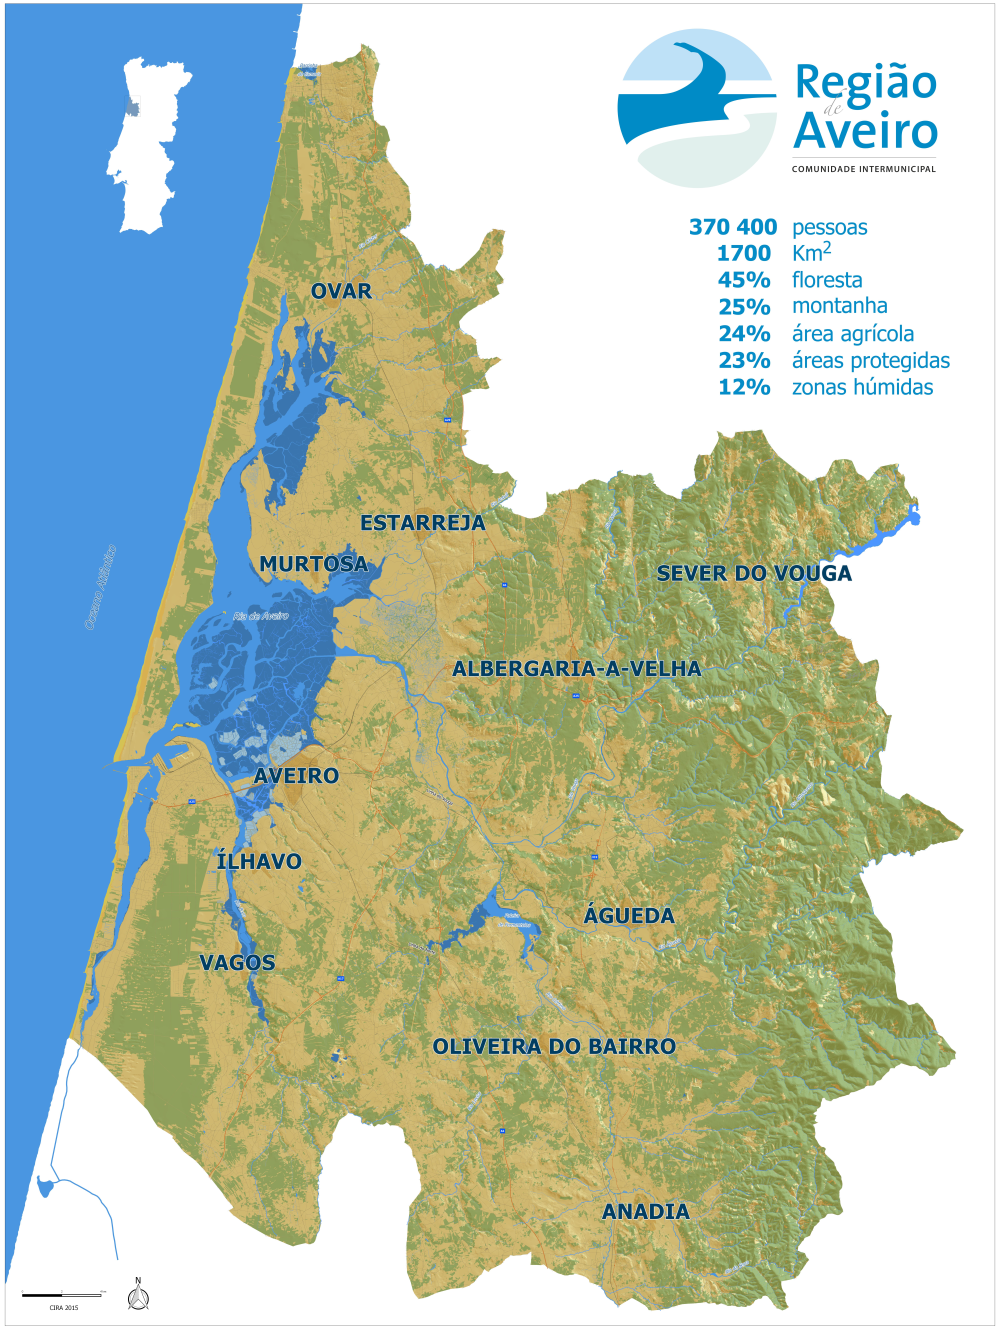 Região
de
Aveiro
COMUNIDADE INTERMUNICIPAL
370 400 pessoas
1700 Km²
45% floresta
25% montanha
24% área agrícola
23% áreas protegidas
12% zonas húmidas
OVAR
ESTARREJA
MURTOSA
SEVER DO VOUGA
Oceano Atlântico
Ria de Aveiro
ALBERGARIA-A-VELHA
AVEIRO
ÍLHAVO
ÁGUEDA
VAGOS
OLIVEIRA DO BAIRRO
ANADIA
N
CIRA 2015